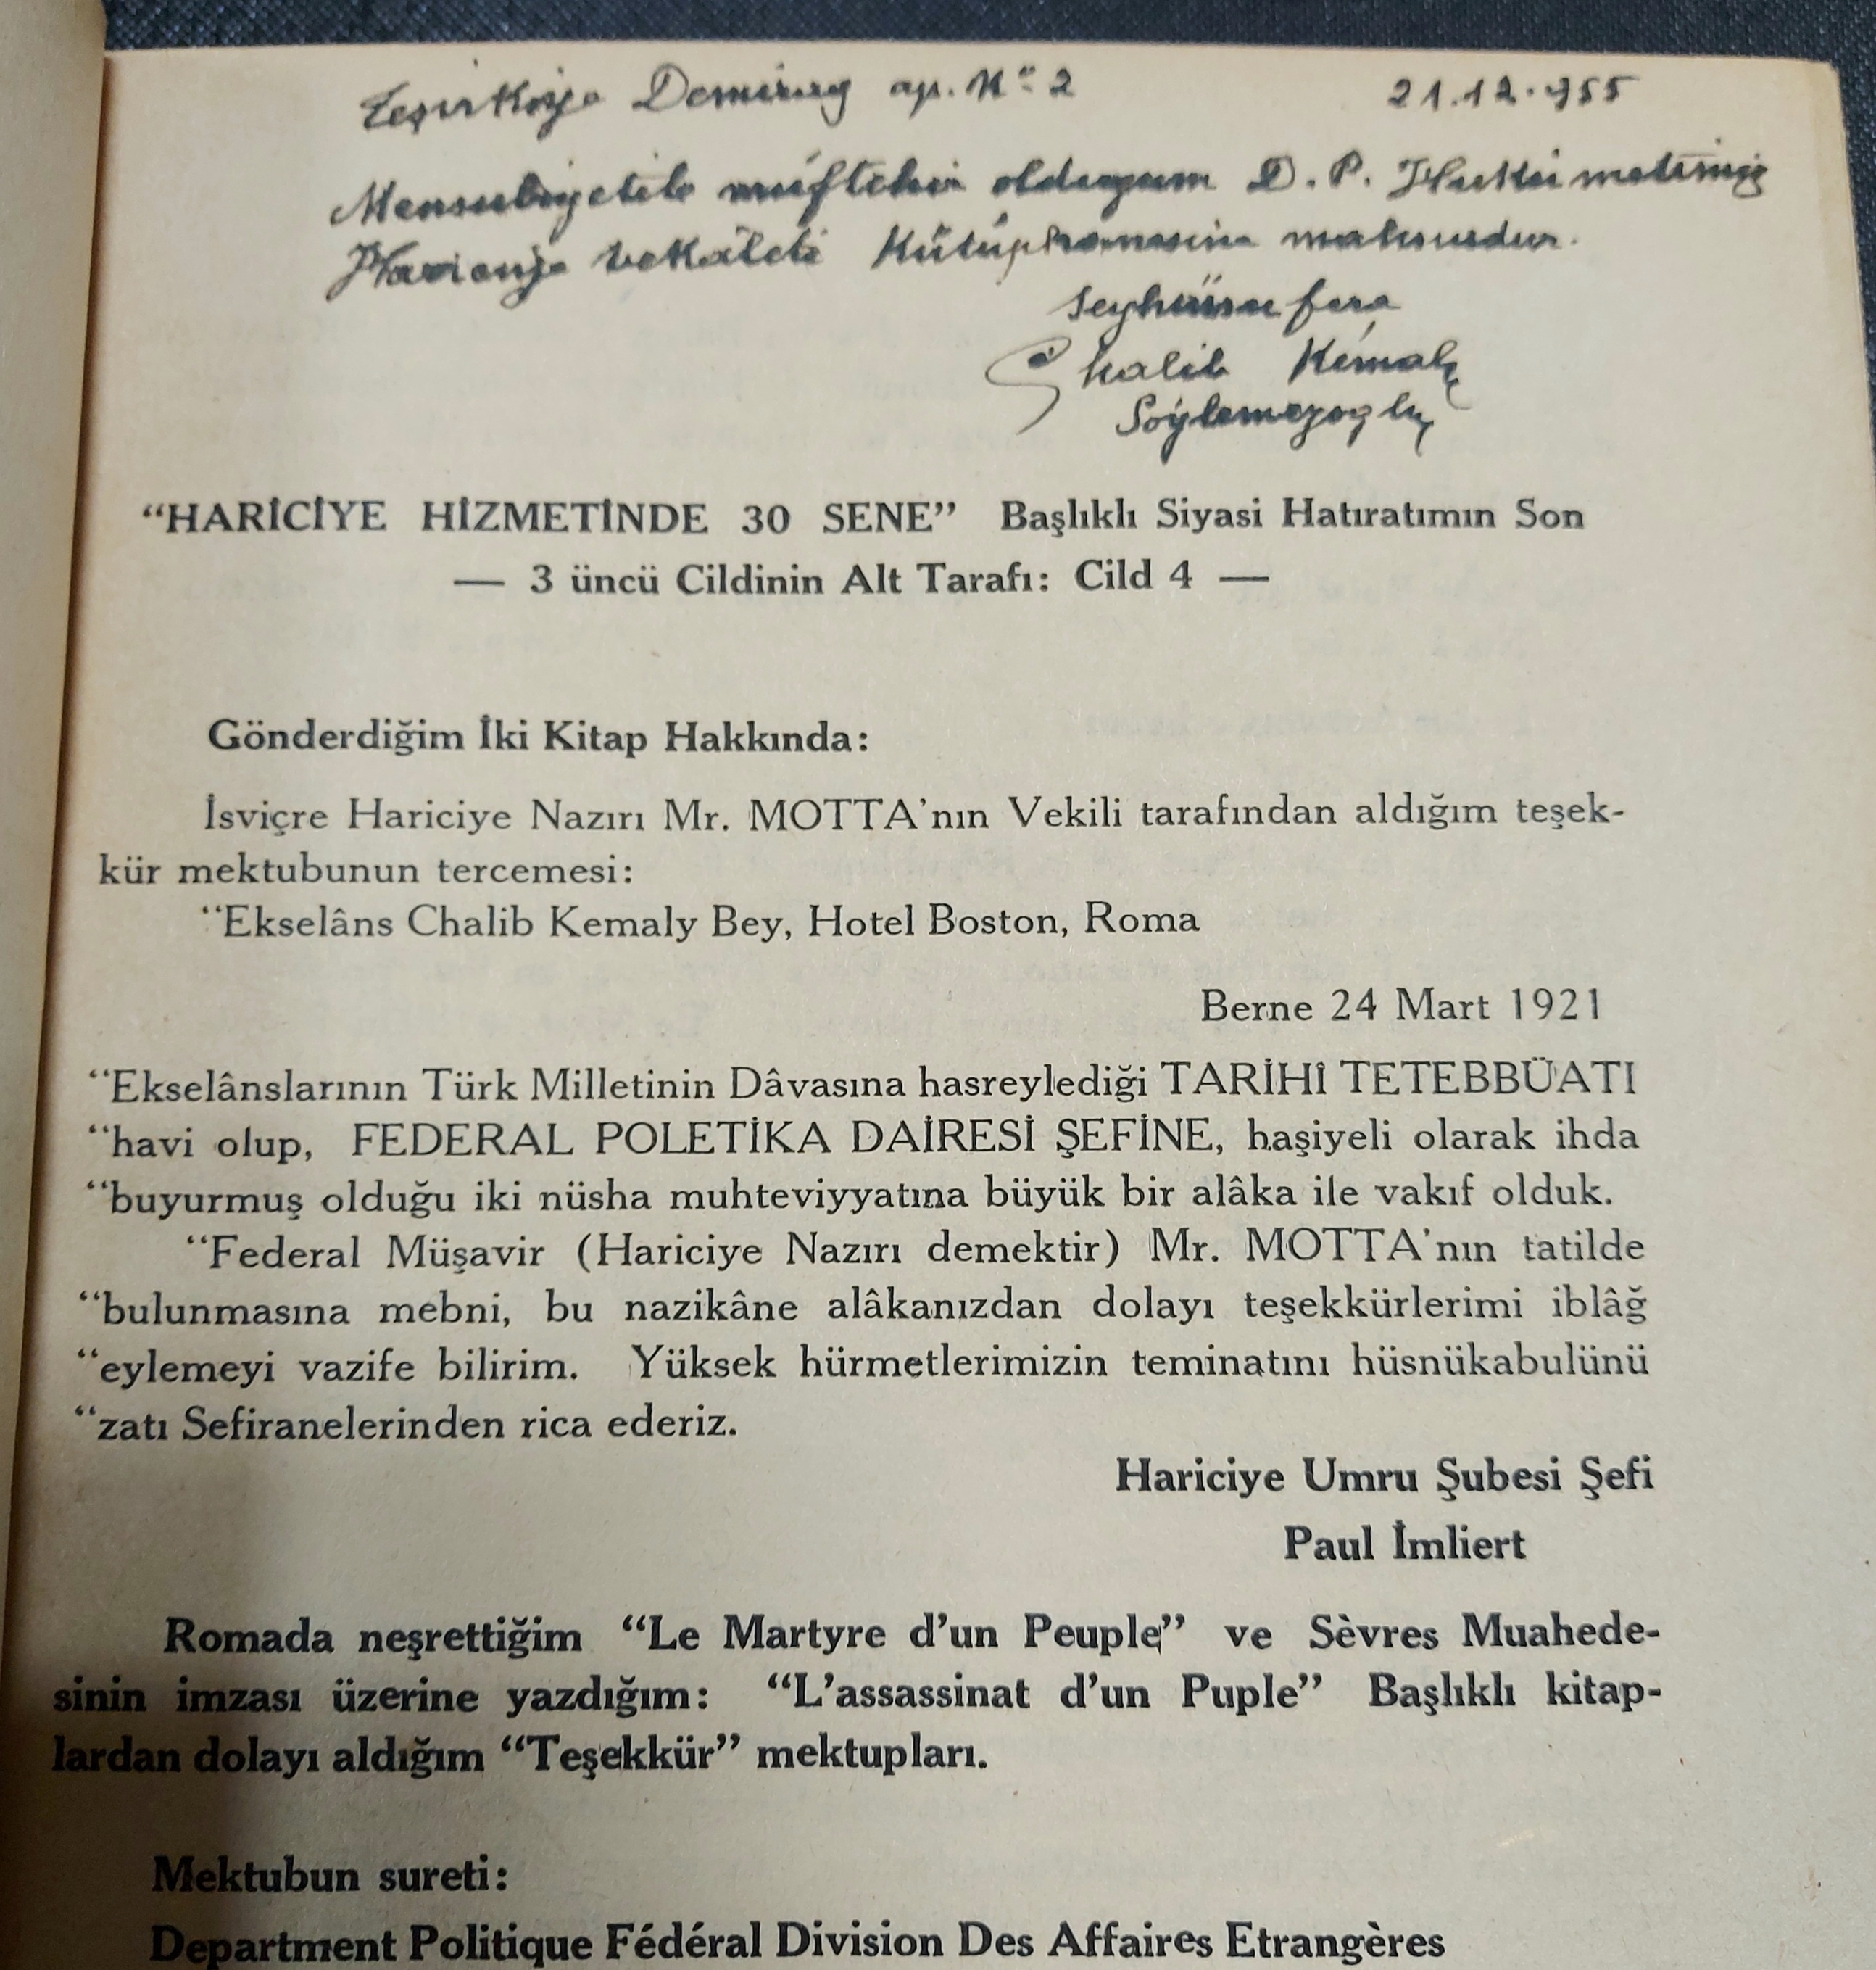 Demirağ ap. No 2 21.12.955
Mensubiyetile müftehir olduğum D. P. Hükümetimiz
Hariciye Vekâleti Kütüphanesine mahsusdur.
Seyhüssufera
Ghalib Kemali
Söylemezoğlu
“HARİCİYE HİZMETİNDE 30 SENE” Başlıklı Siyasi Hatıratımın Son
— 3 üncü Cildinin Alt Tarafı: Cild 4 —
Gönderdiğim İki Kitap Hakkında:
İsviçre Hariciye Nazırı Mr. MOTTA’nın Vekili tarafından aldığım teşek-
kür mektubunun tercemesi:
“Ekselâns Chalib Kemaly Bey, Hotel Boston, Roma
Berne 24 Mart 1921
“Ekselânslarının Türk Milletinin Dâvasına hasreylediği TARİHÎ TETEBBÜATI
“havi olup, FEDERAL POLETİKA DAİRESİ ŞEFİNE, haşiyeli olarak ihda
“buyurmuş olduğu iki nüsha muhteviyyatına büyük bir alâka ile vakıf olduk.
“Federal Müşavir (Hariciye Nazırı demektir) Mr. MOTTA’nın tatilde
“bulunmasına mebni, bu nazikâne alâkanızdan dolayı teşekkürlerimi iblâğ
“eylemeyi vazife bilirim. Yüksek hürmetlerimizin teminatını hüsnükabulünü
“zatı Sefiranelerinden rica ederiz.
Hariciye Umru Şubesi Şefi
Paul İmliert
Romada neşrettiğim “Le Martyre d’un Peuple” ve Sèvres Muahede-
sinin imzası üzerine yazdığım: “L’assassinat d’un Puple” Başlıklı kitap-
lardan dolayı aldığım “Teşekkür” mektupları.
Mektubun sureti:
Department Politique Fédéral Division Des Affaires Etrangères